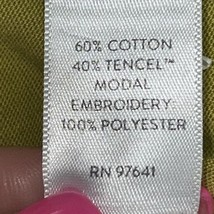 60% COTTON
40% TENCEL™
MODAL
EMBROIDERY:
100% POLYESTER
RN 97641